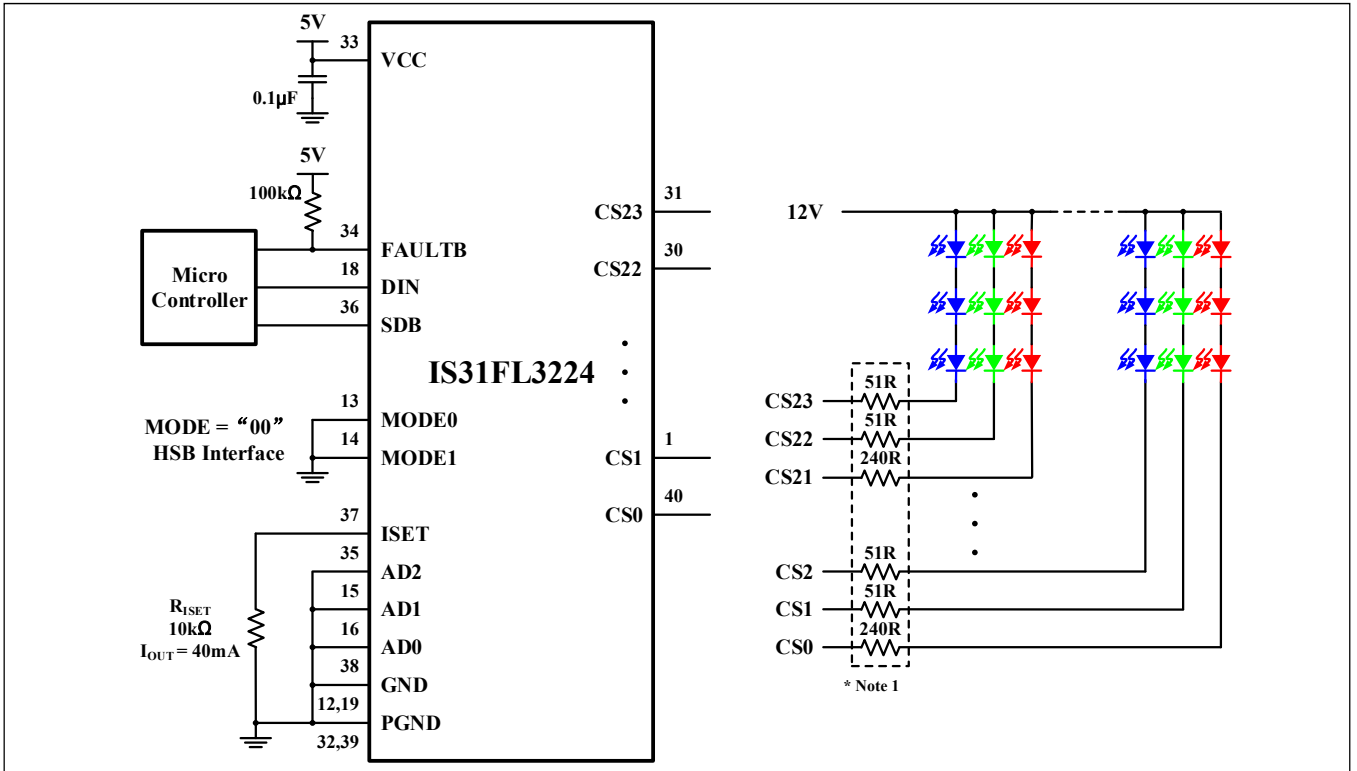 5V
33
VCC
0.1μF
5V
100kΩ
34
FAULTB
18
DIN
36
SDB
Micro
Controller
IS31FL3224
13
MODE0
14
MODE1
MODE = “00”
HSB Interface
37
ISET
35
AD2
15
AD1
16
AD0
38
GND
12,19
PGND
32,39
RISET
10kΩ
IOUT = 40mA
31
CS23
30
CS22
1
CS1
40
CS0
12V
51R
CS23
51R
CS22
240R
CS21
51R
CS2
51R
CS1
240R
CS0
* Note 1